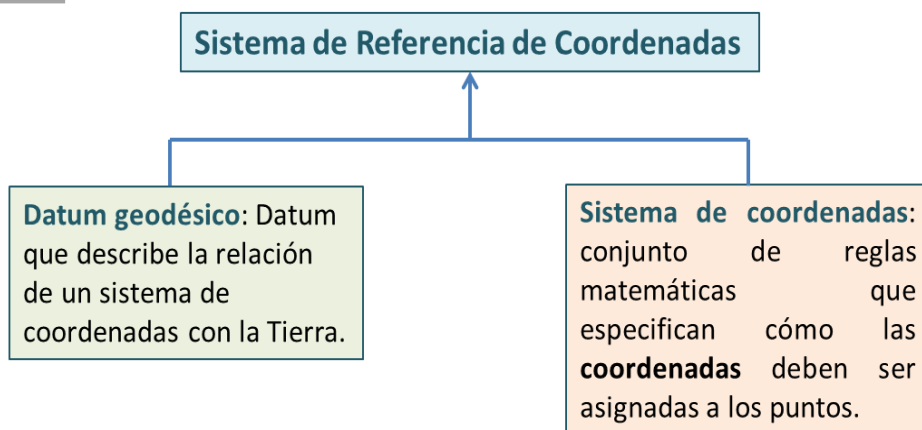 Sistema de Referencia de Coordenadas
Datum geodésico: Datum
que describe la relación
de un sistema de
coordenadas con la Tierra.
Sistema de coordenadas:
conjunto de reglas
matemáticas que
especifican cómo las
coordenadas deben ser
asignadas a los puntos.